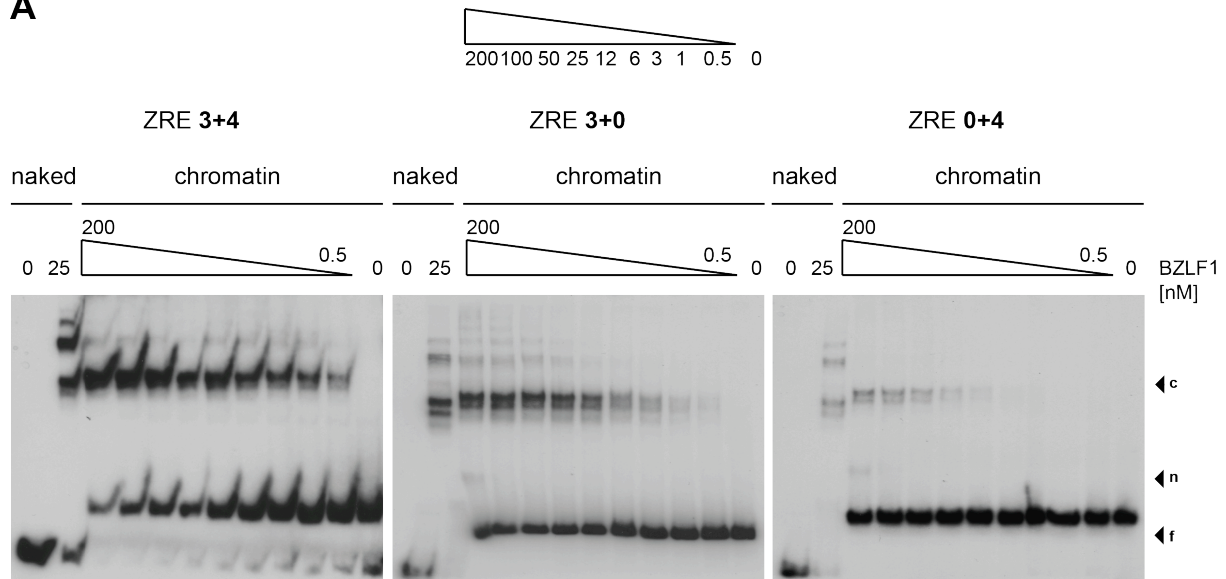 A
200 100 50 25 12 6 3 1 0.5 0
ZRE 3+4 ZRE 3+0 ZRE 0+4
naked chromatin naked chromatin naked chromatin
200 200 200
0.5 0.5 0.5
0 25 0 0 25 0 0 25 0 BZLF1
[nM]
c
n
f